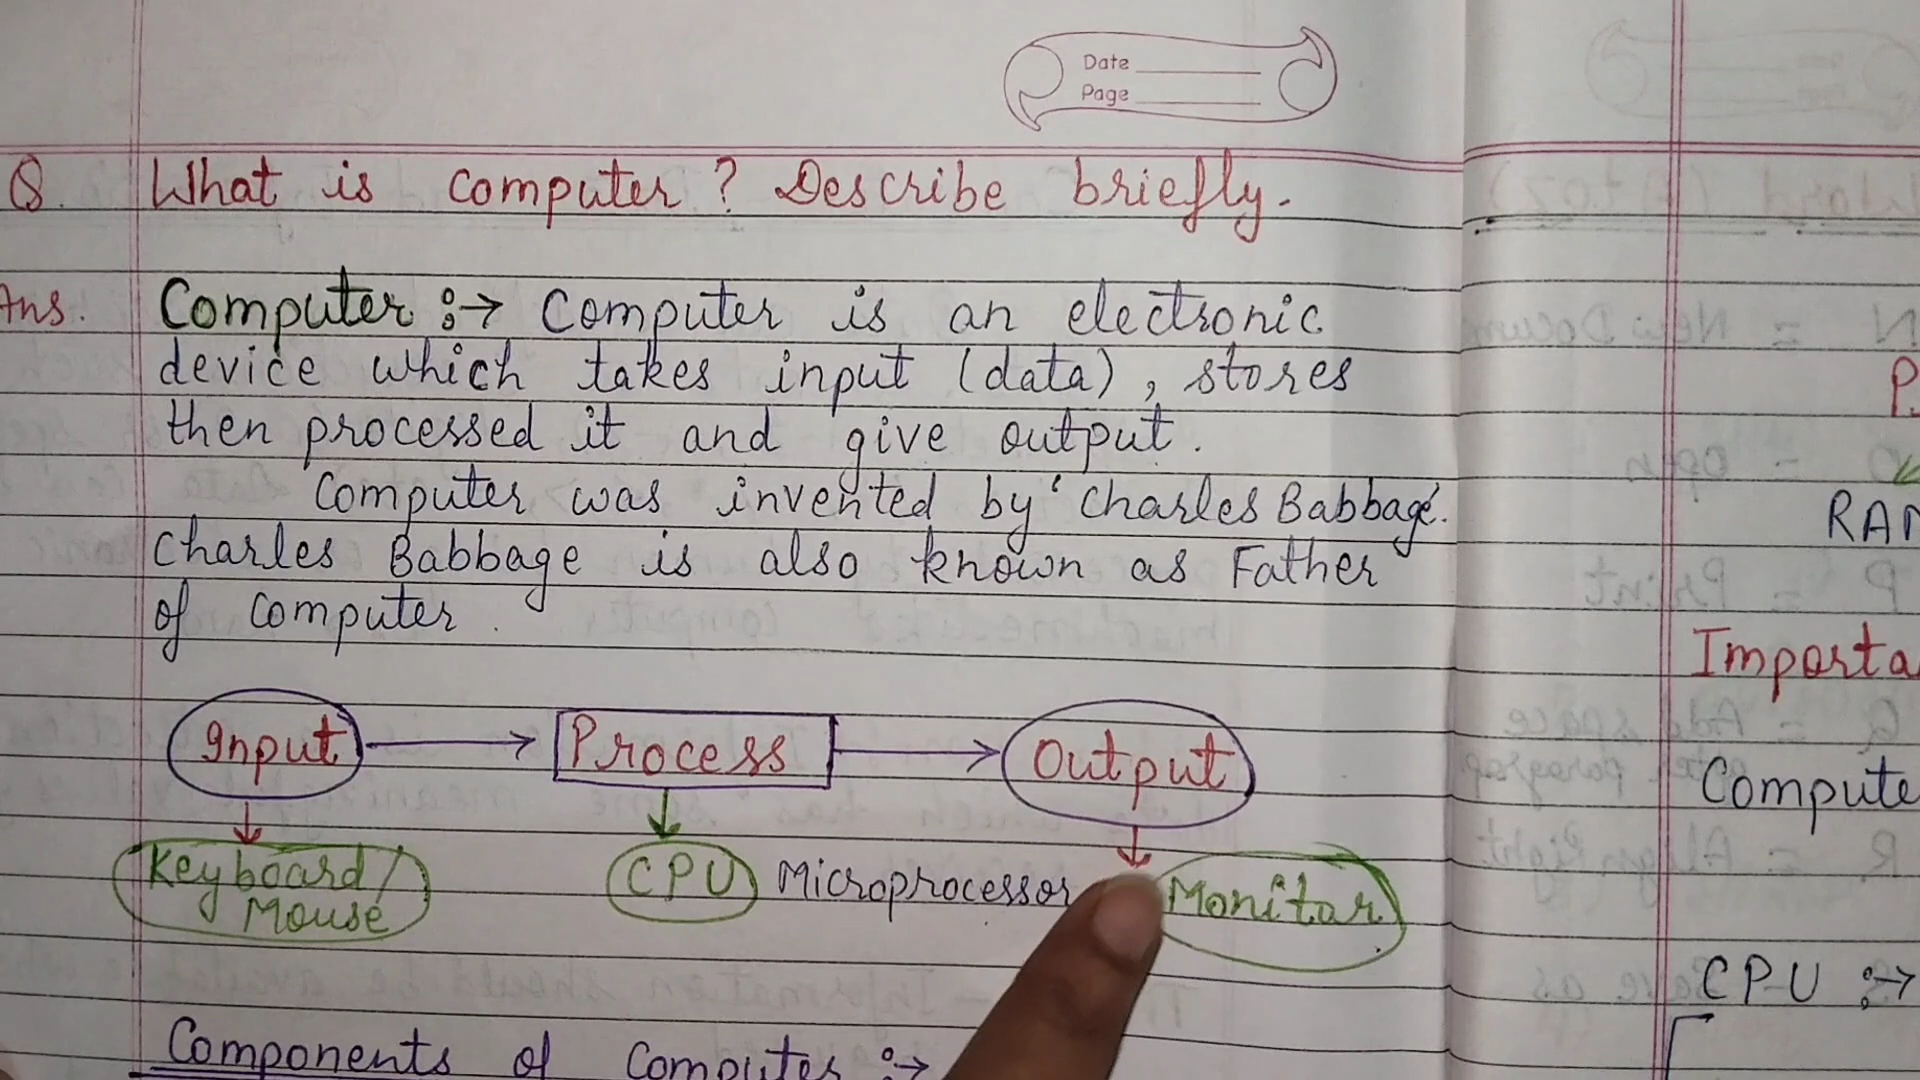 Date
Page
Q. What is computer? Describe briefly.
Ans. Computer :→ Computer is an electronic
device which takes input (data), stores
then processed it and give output.
Computer was invented by 'Charles Babbage'.
Charles Babbage is also known as Father
of computer.
Input → Process → Output
Keyboard/
Mouse
CPU Microprocessor
Monitar
Components of Computer :→
RAM
Importa
Compute
CPU :→